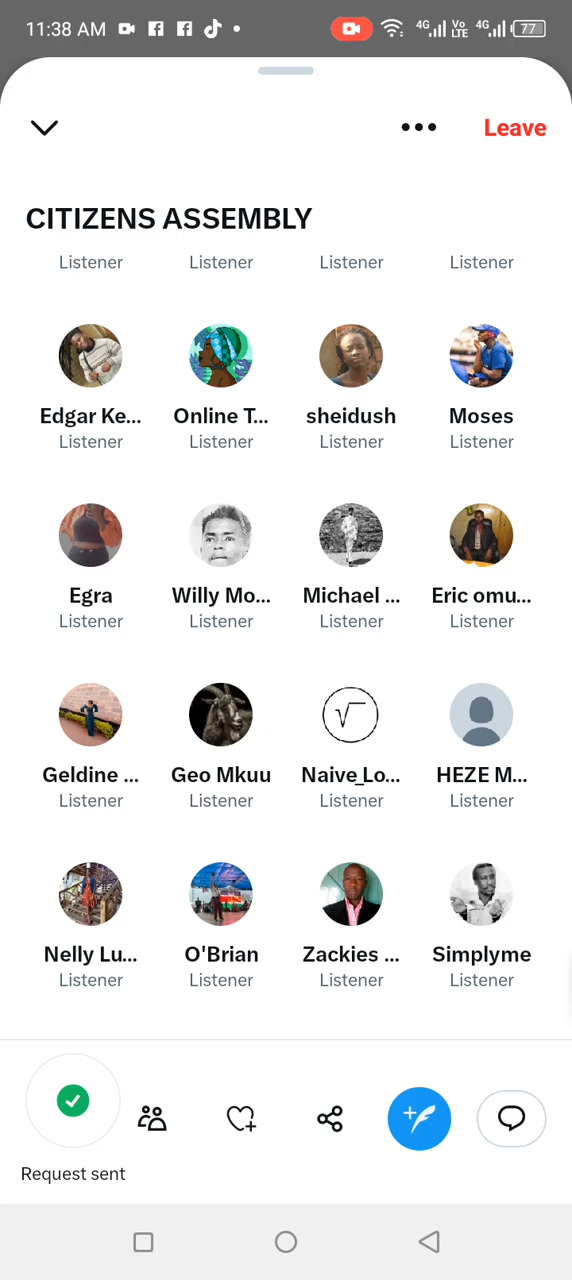 11:38 AM 4G Vo LTE 4G 77
Leave
CITIZENS ASSEMBLY
Listener Listener Listener Listener
Edgar Ke... Online T... sheidush Moses
Listener Listener Listener Listener
Egra Willy Mo... Michael ... Eric omu...
Listener Listener Listener Listener
Geldine ... Geo Mkuu Naive_Lo... HEZE M...
Listener Listener Listener Listener
Nelly Lu... O'Brian Zackies ... Simplyme
Listener Listener Listener Listener
Request sent